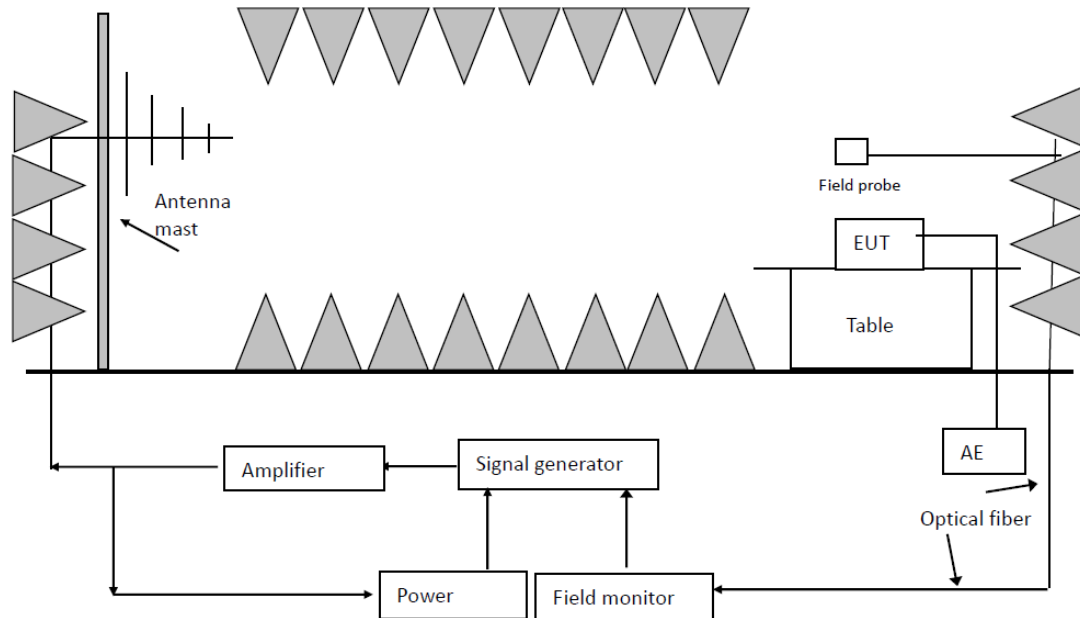 Antenna
mast
Field probe
EUT
Table
Amplifier
Signal generator
AE
Optical fiber
Power
Field monitor